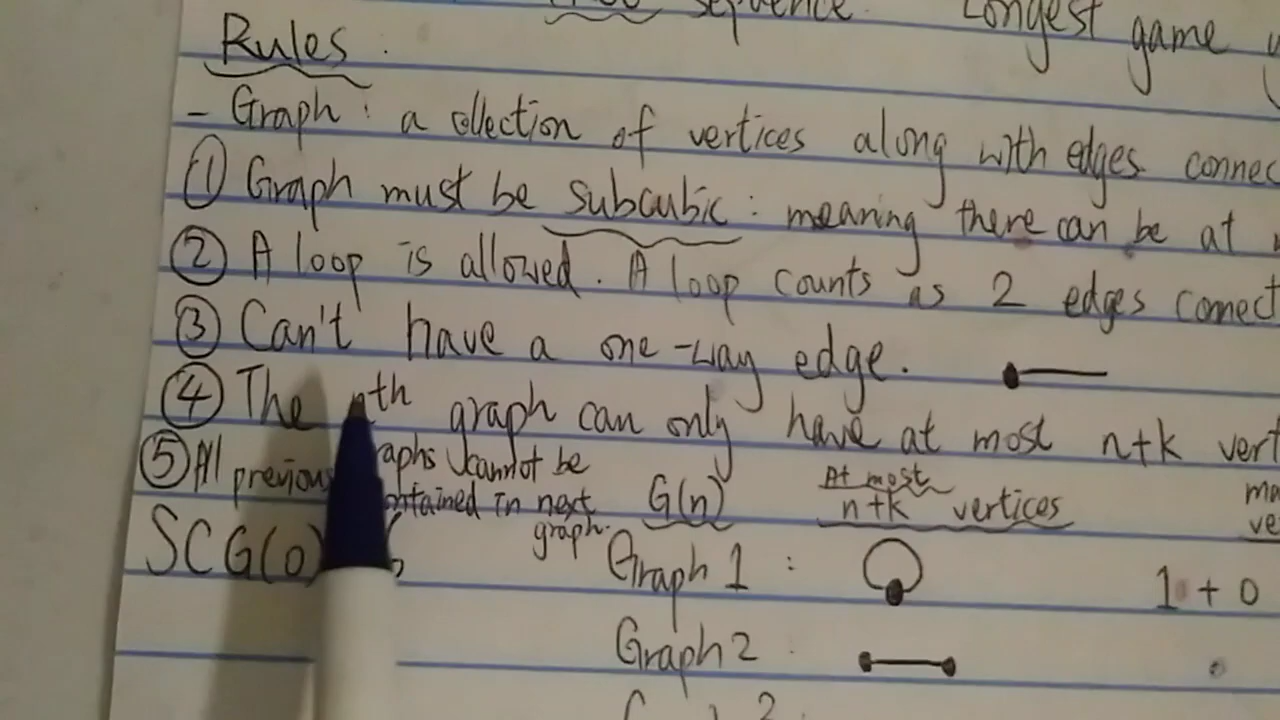 sequence. Longest game
Rules.
- Graph: a collection of vertices along with edges connec
① Graph must be subcubic: meaning there can be at
② A loop is allowed. A loop counts as 2 edges connect
③ Can't have a one-way edge.
④ The nth graph can only have at most n+k vert
⑤ All previous raphs cannot be
ntained in next
graph.
G(n) At most
n+k vertices
SCG(0)
Graph 1 : 1 + 0
Graph 2